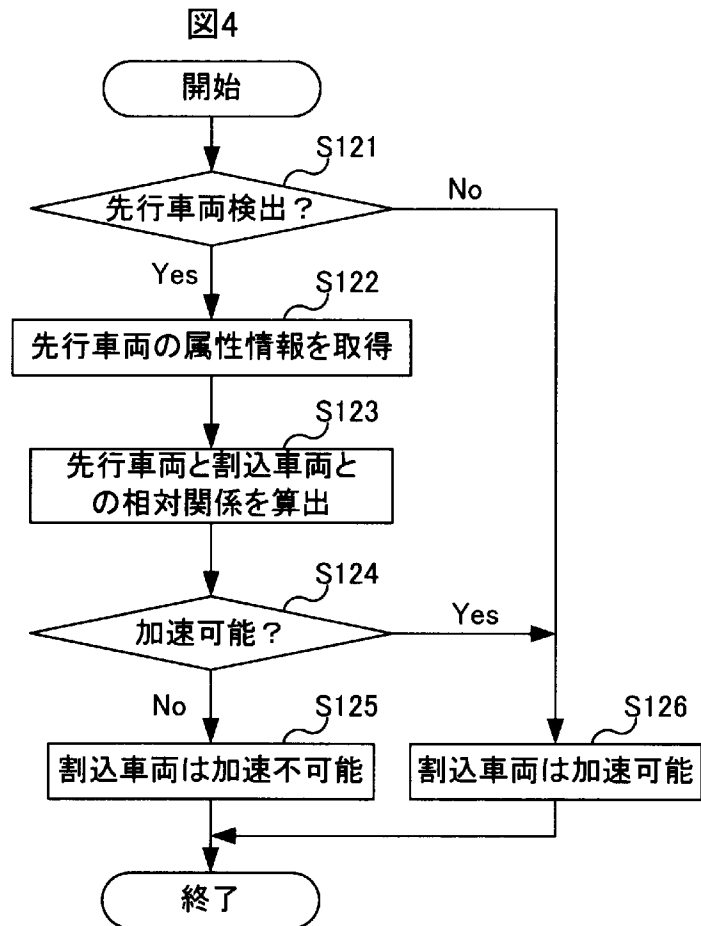 図4
開始
S121
先行車両検出？
No
Yes
S122
先行車両の属性情報を取得
S123
先行車両と割込車両と
の相対関係を算出
S124
加速可能？
Yes
No
S125
割込車両は加速不可能
S126
割込車両は加速可能
終了